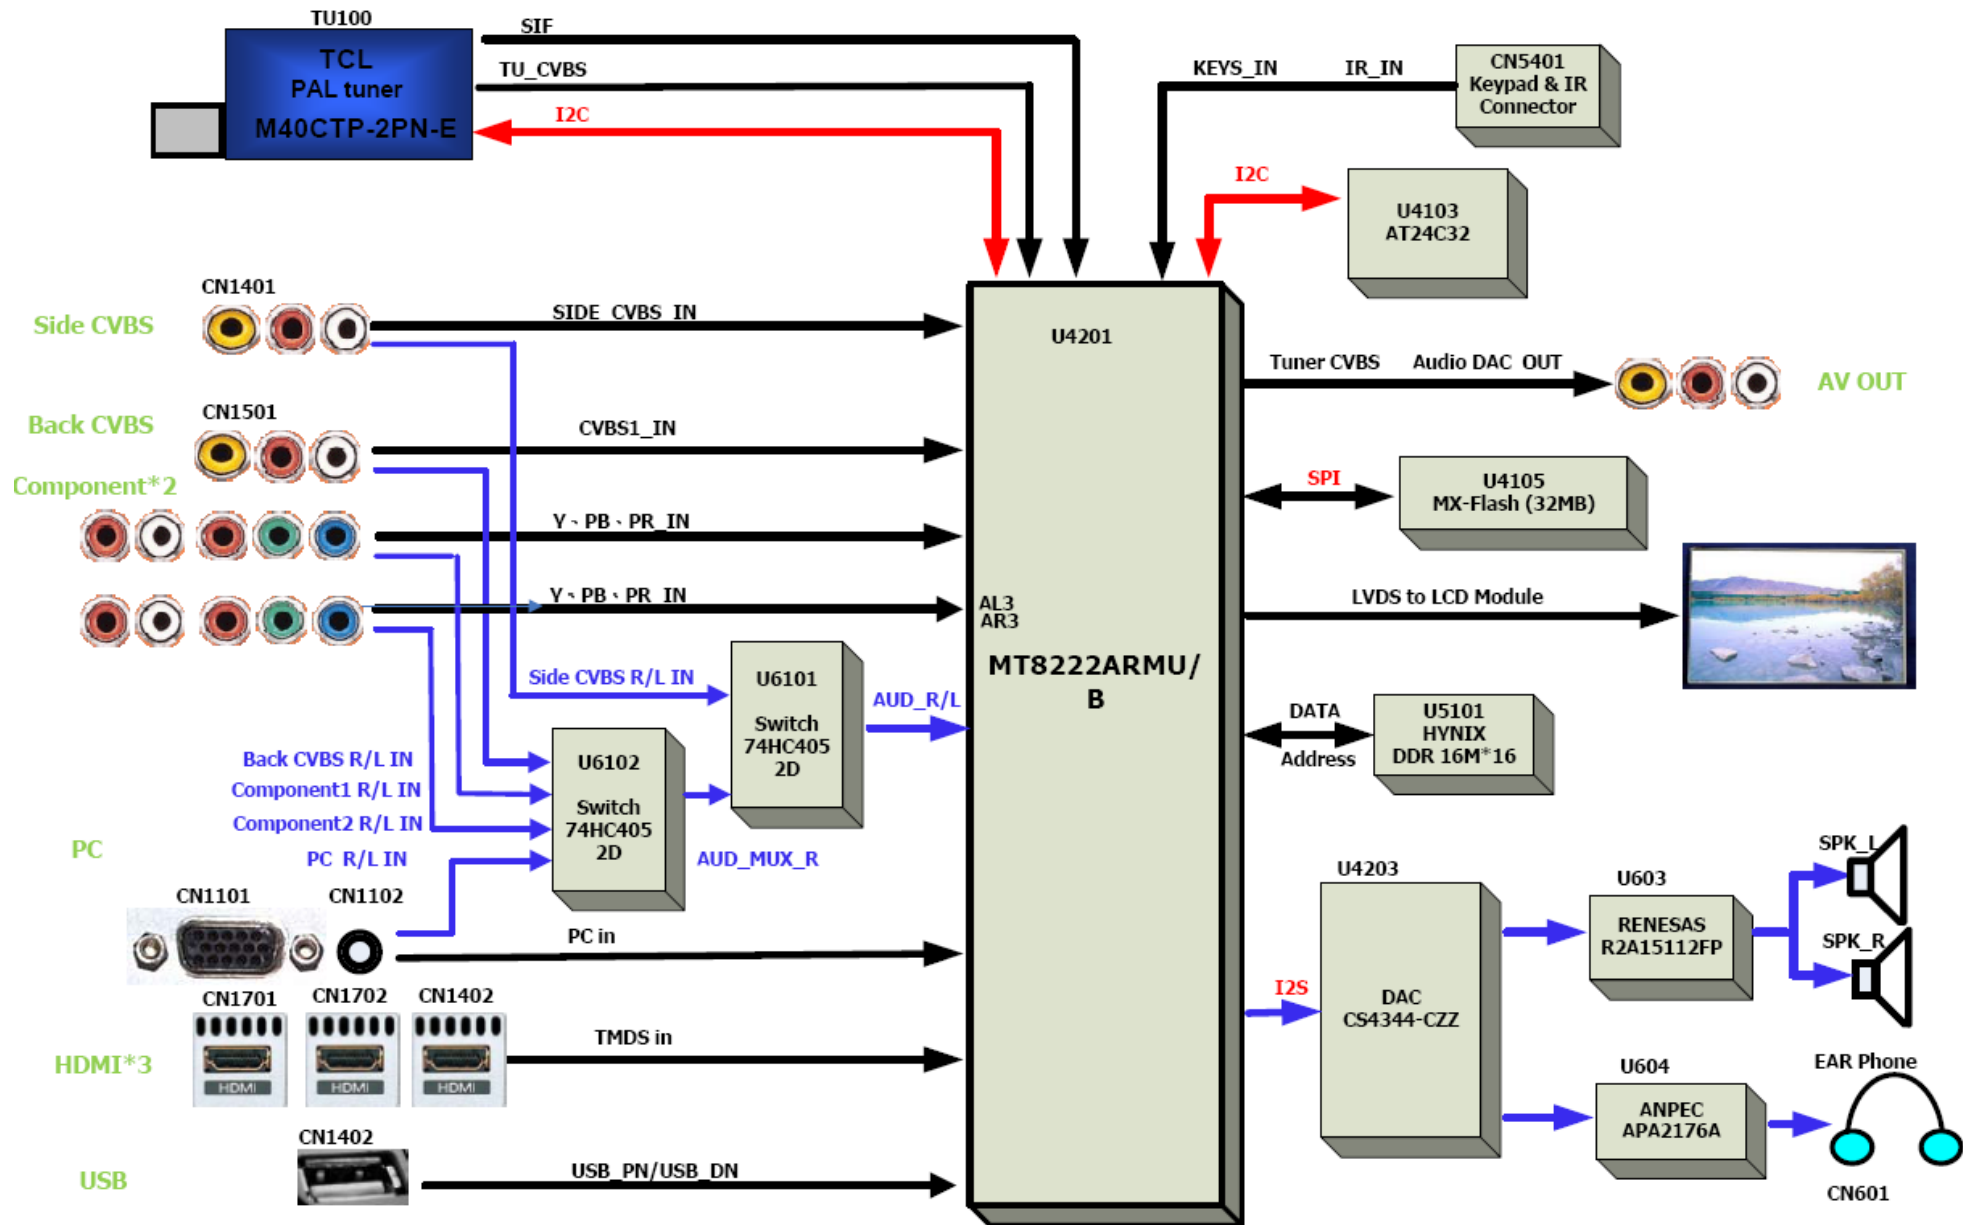 TU100
TCL
PAL tuner
M40CTP-2PN-E
SIF
TU_CVBS
I2C
KEYS_IN IR_IN
CN5401
Keypad & IR
Connector
I2C
U4103
AT24C32
Side CVBS
CN1401
SIDE_CVBS_IN
U4201
Tuner CVBS Audio DAC OUT
AV OUT
Back CVBS
CN1501
CVBS1_IN
SPI
U4105
MX-Flash (32MB)
Component*2
Y、PB、PR_IN
Y、PB、PR_IN
AL3
AR3
LVDS to LCD Module
MT8222ARMU/
B
Side CVBS R/L IN
U6101
Switch
74HC405
2D
AUD_R/L
DATA
Address
U5101
HYNIX
DDR 16M*16
Back CVBS R/L IN
Component1 R/L IN
Component2 R/L IN
PC R/L IN
U6102
Switch
74HC405
2D
AUD_MUX_R
PC
CN1101
CN1102
PC in
U4203
DAC
CS4344-CZZ
I2S
U603
RENESAS
R2A15112FP
SPK_L
SPK_R
CN1701
CN1702
CN1402
HDMI*3
HDMI
HDMI
HDMI
TMDS in
U604
ANPEC
APA2176A
EAR Phone
CN601
CN1402
USB
USB_PN/USB_DN